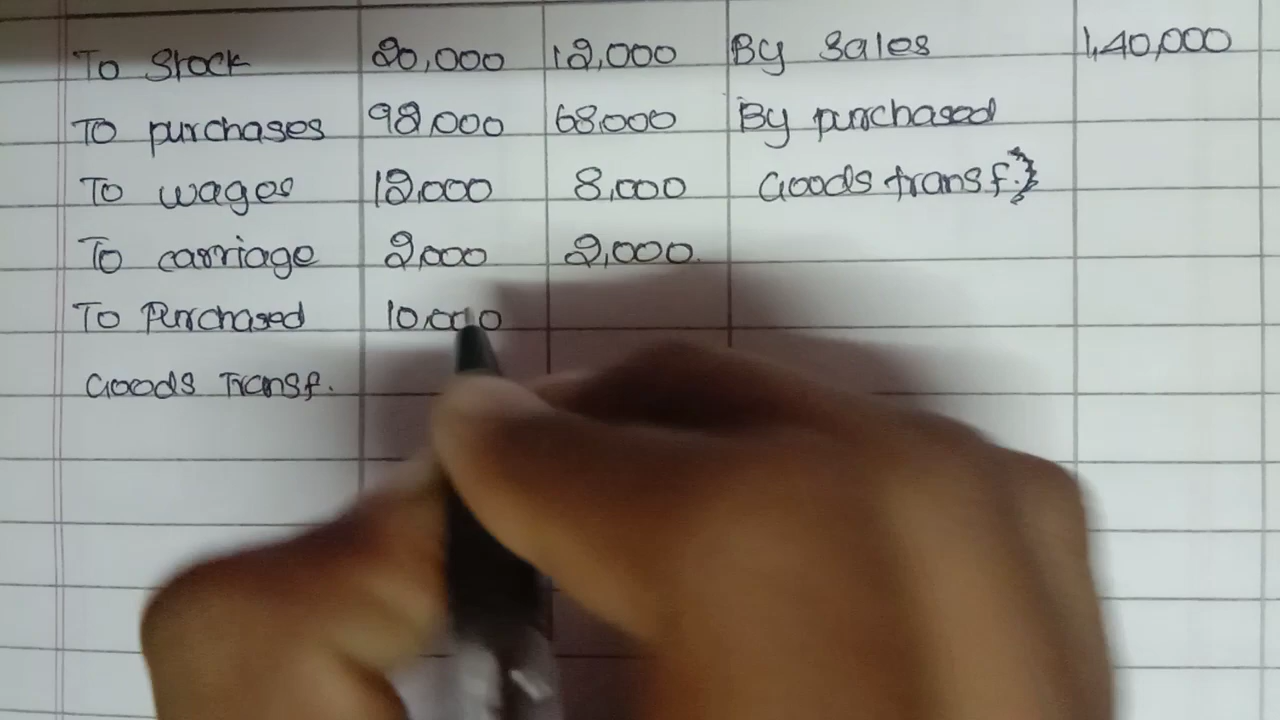 To Stock 20,000 12,000 By Sales 1,40,000
To purchases 98,000 68,000 By purchased
To wages 12,000 8,000 Goods transf.}
To carriage 2,000 2,000.
To Purchased 10,000
Goods Transf.